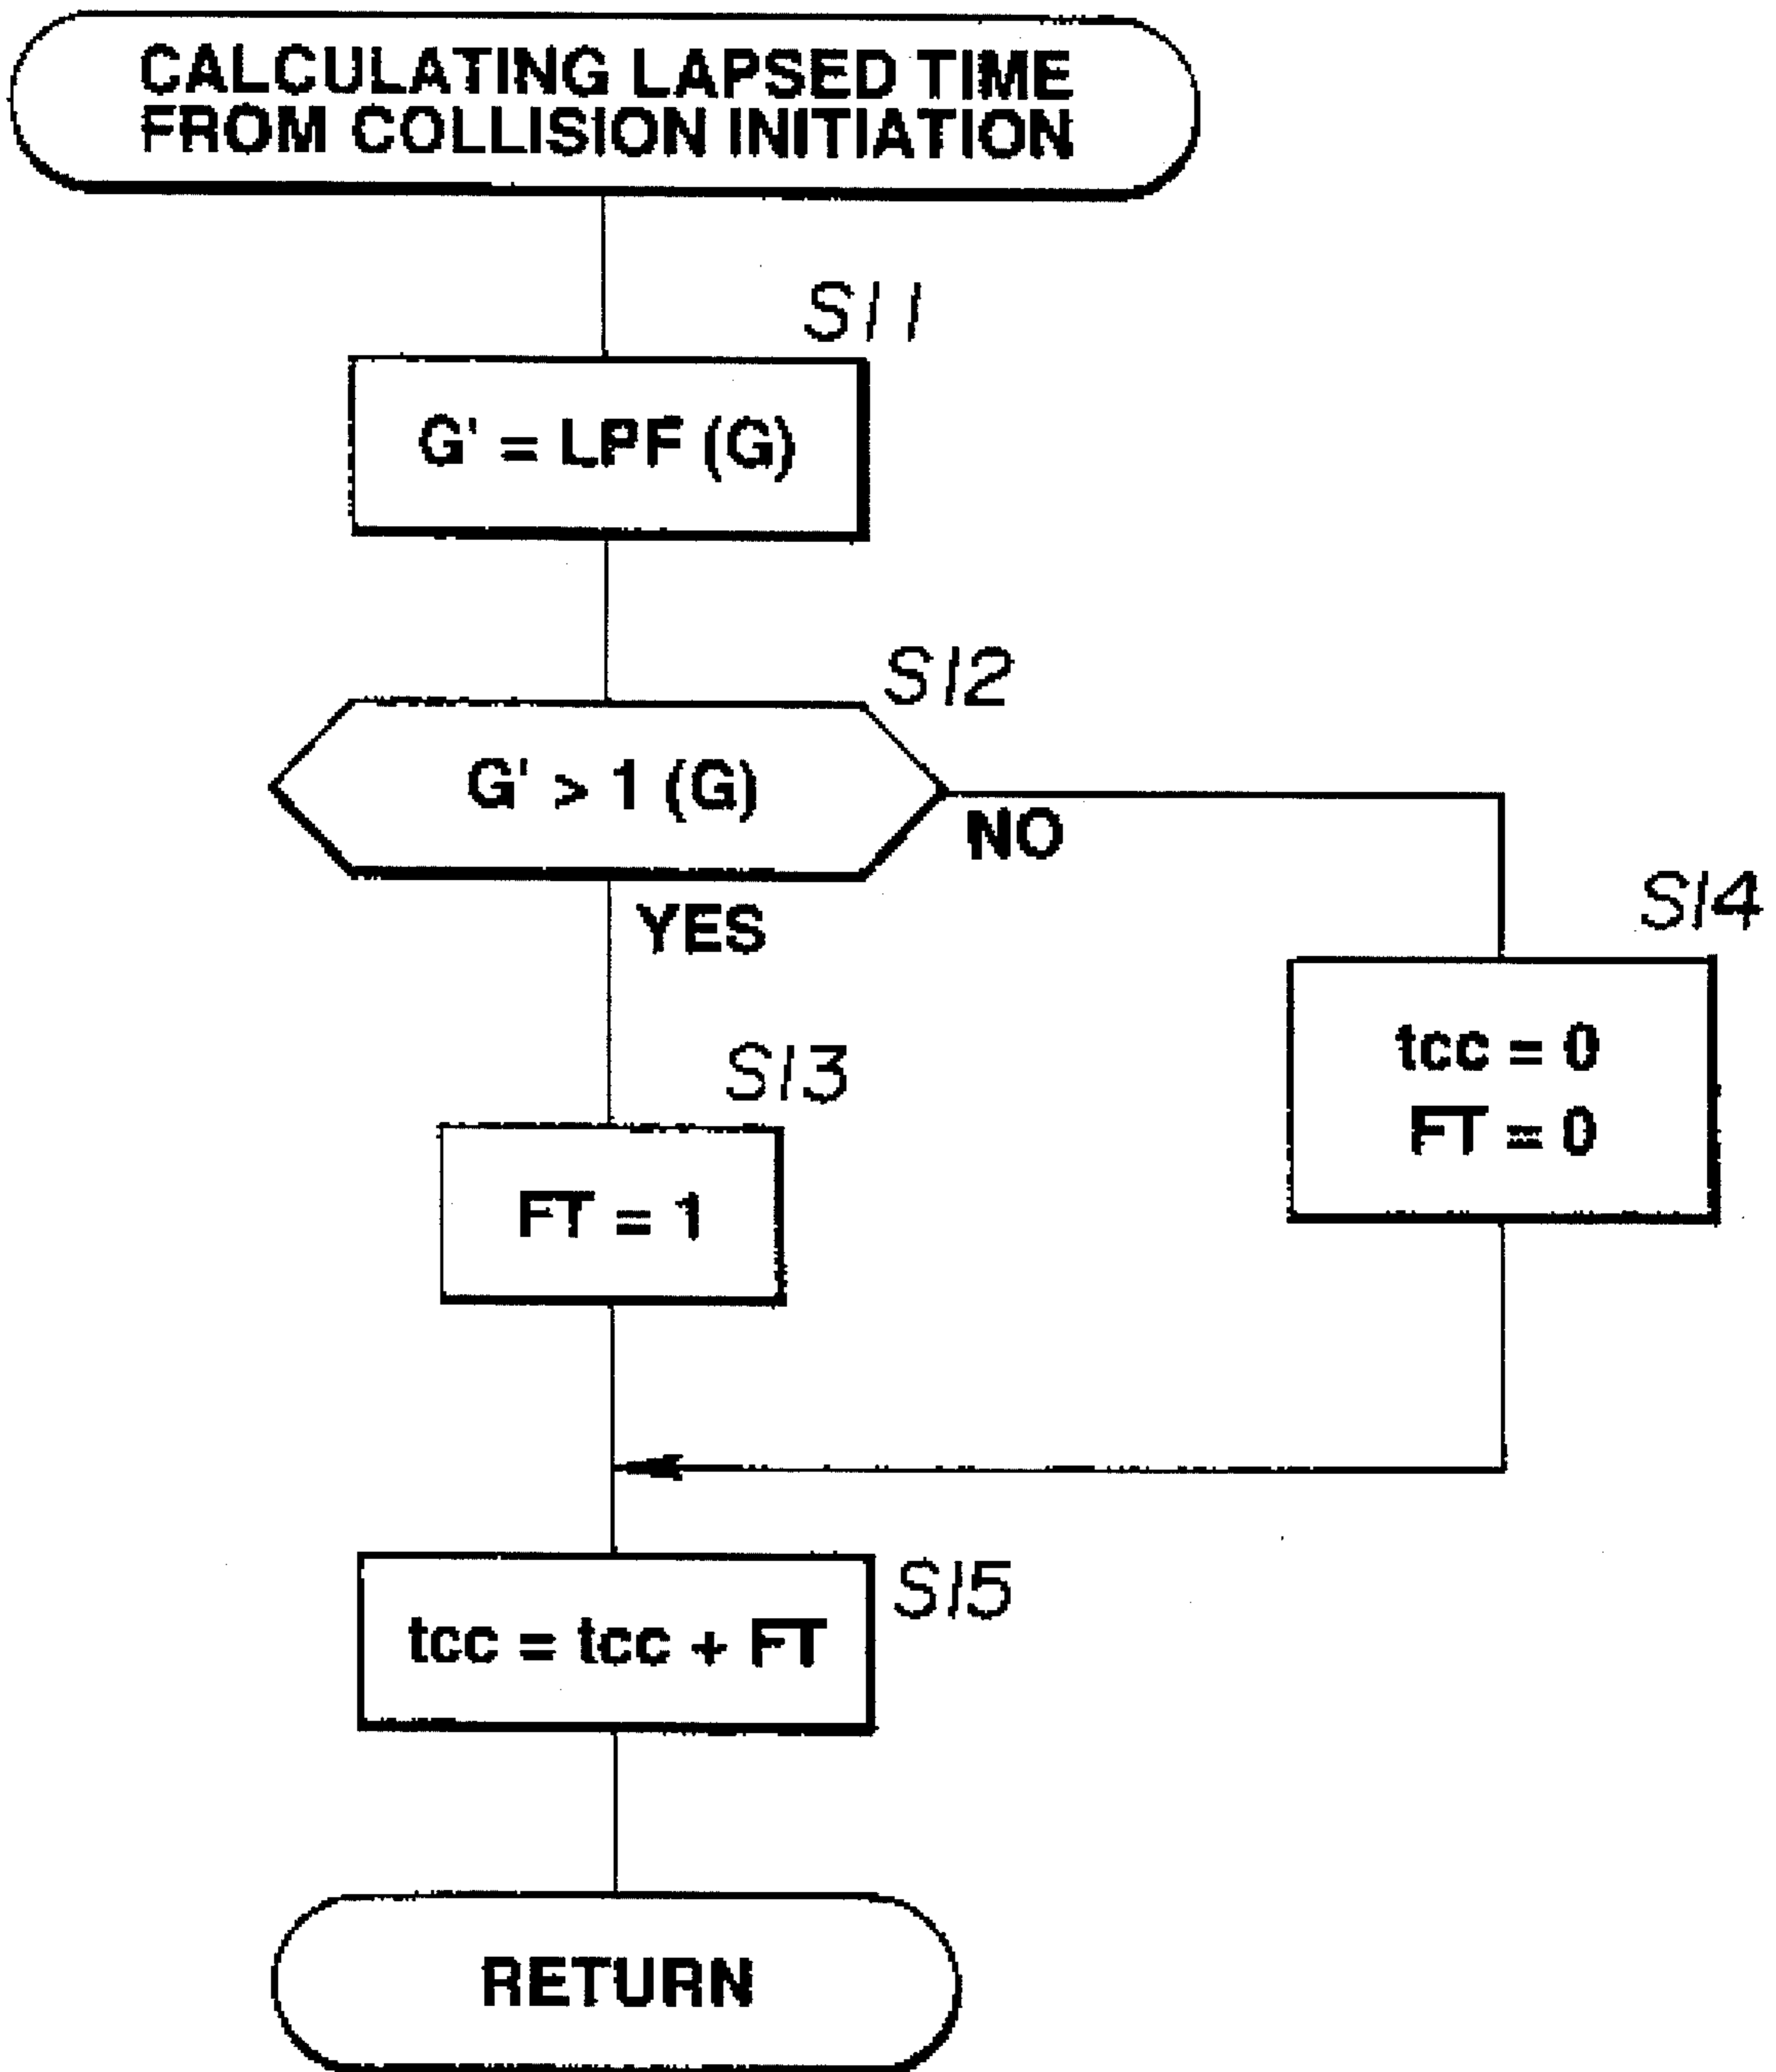 CALCULATING LAPSED TIME
FROM COLLISION INITIATION
S11
G' = LPF (G)
S12
G' > 1 (G)
NO
YES
S14
tcc = 0
FT = 0
S13
FT = 1
S15
tcc = tcc + FT
RETURN